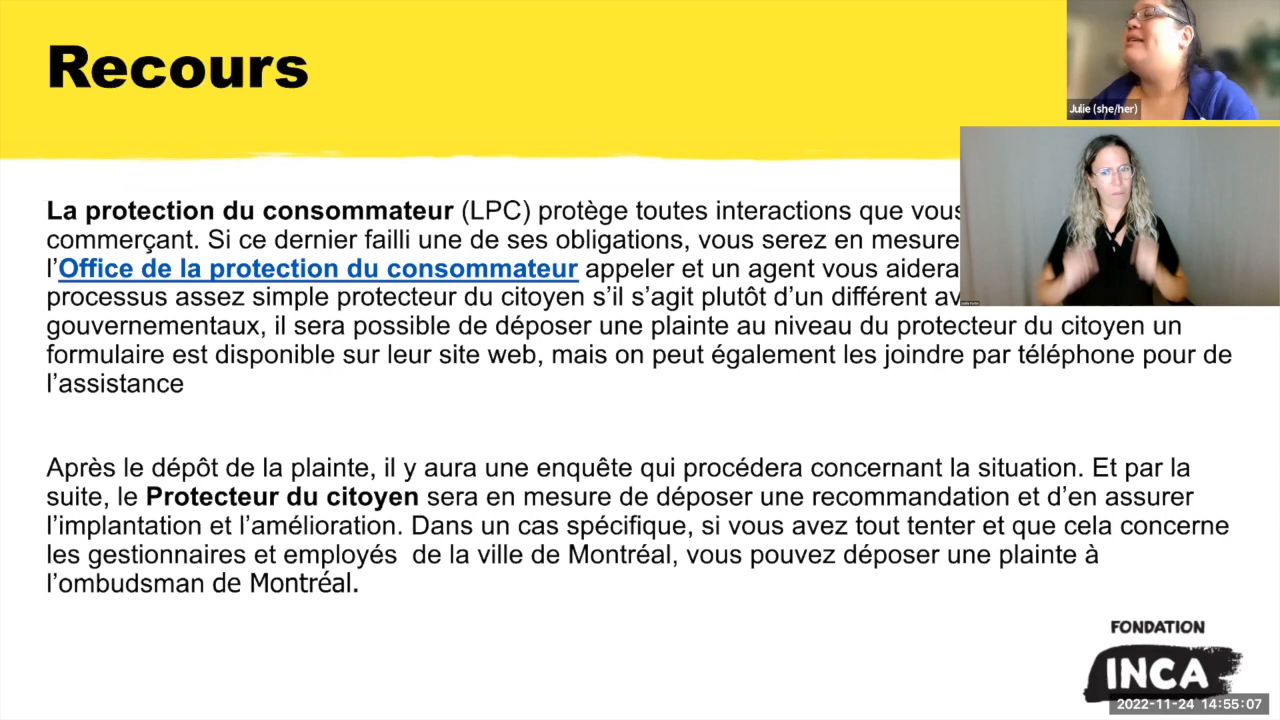 Recours
Julie (she/her)
La protection du consommateur (LPC) protège toutes interactions que vous
commerçant. Si ce dernier failli une de ses obligations, vous serez en mesure
l’Office de la protection du consommateur appeler et un agent vous aidera
processus assez simple protecteur du citoyen s’il s’agit plutôt d’un différent av
gouvernementaux, il sera possible de déposer une plainte au niveau du protecteur du citoyen un
formulaire est disponible sur leur site web, mais on peut également les joindre par téléphone pour de
l’assistance
Après le dépôt de la plainte, il y aura une enquête qui procédera concernant la situation. Et par la
suite, le Protecteur du citoyen sera en mesure de déposer une recommandation et d’en assurer
l’implantation et l’amélioration. Dans un cas spécifique, si vous avez tout tenter et que cela concerne
les gestionnaires et employés  de la ville de Montréal, vous pouvez déposer une plainte à
l’ombudsman de Montréal.
FONDATION
INCA
2022-11-24 14:55:07